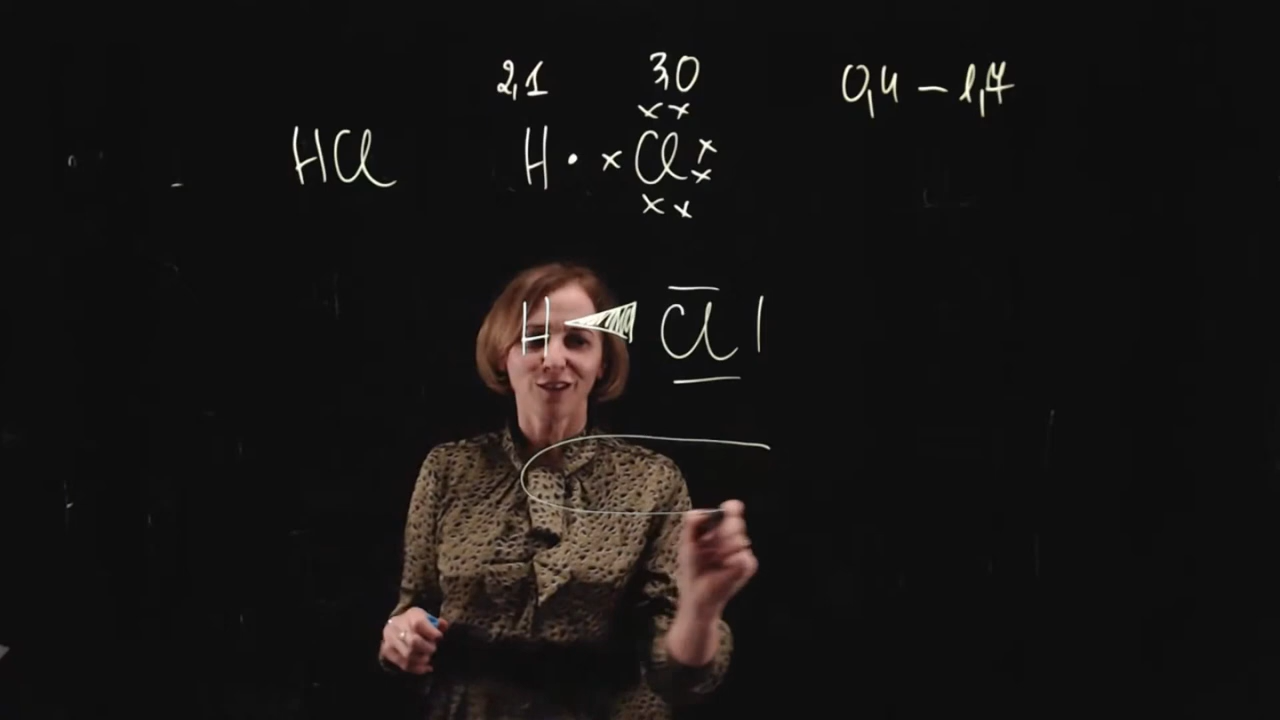 2,1 3,0 0,4 – 1,7
HCl H • x Cl x x x x x x
H Cl